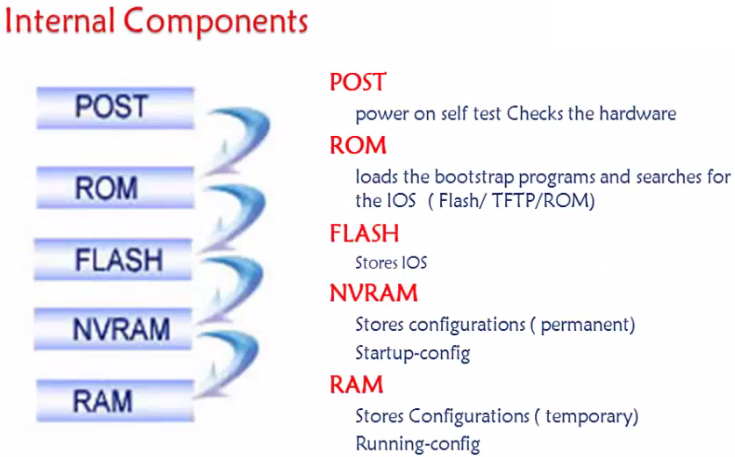 Internal Components
POST
ROM
FLASH
NVRAM
RAM
POST
power on self test Checks the hardware
ROM
loads the bootstrap programs and searches for
the IOS ( Flash/ TFTP/ROM)
FLASH
Stores IOS
NVRAM
Stores configurations ( permanent)
Startup-config
RAM
Stores Configurations ( temporary)
Running-config